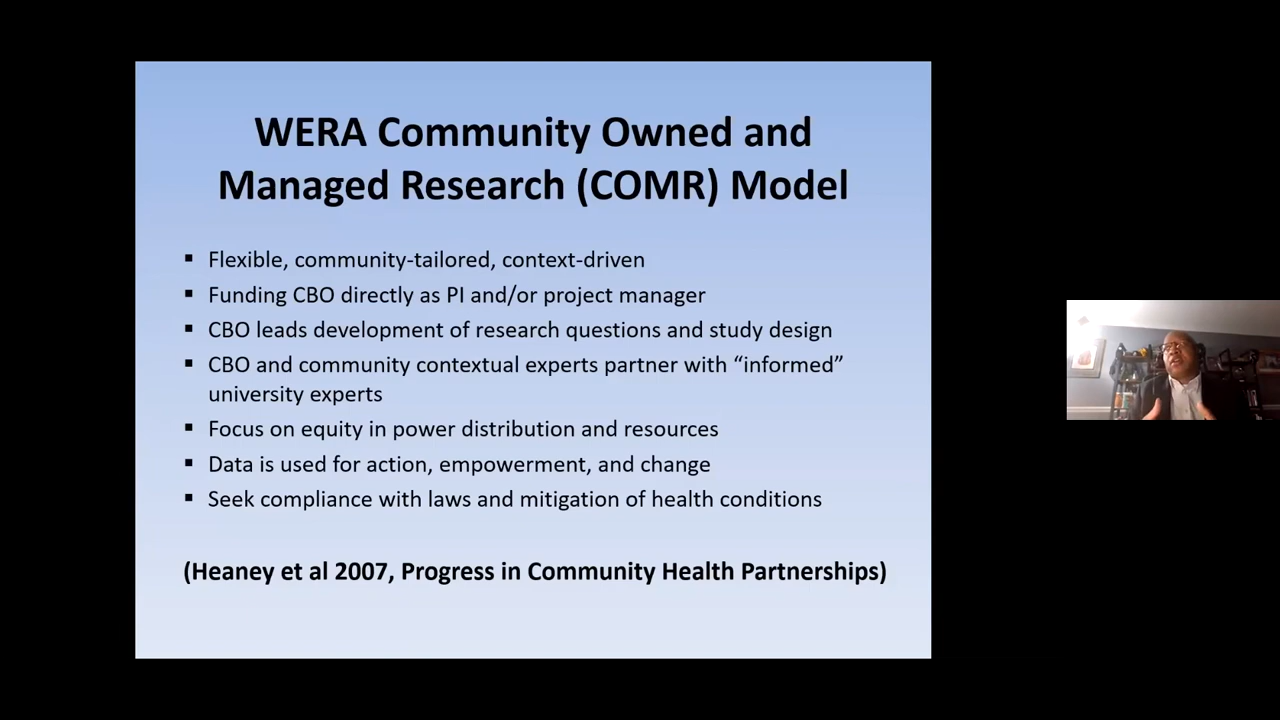 WERA Community Owned and
Managed Research (COMR) Model
▪ Flexible, community-tailored, context-driven
▪ Funding CBO directly as PI and/or project manager
▪ CBO leads development of research questions and study design
▪ CBO and community contextual experts partner with “informed”
university experts
▪ Focus on equity in power distribution and resources
▪ Data is used for action, empowerment, and change
▪ Seek compliance with laws and mitigation of health conditions
(Heaney et al 2007, Progress in Community Health Partnerships)